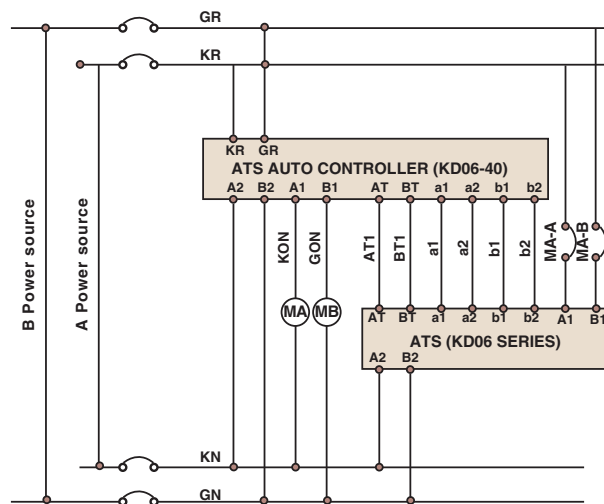 GR
KR
KR GR
ATS AUTO CONTROLLER (KD06-40)
A2 B2 A1 B1 AT BT a1 a2 b1 b2
KON
GON
AT1
BT1
a1
a2
b1
b2
MA-A
MA-B
B Power source
A Power source
MA
MB
AT BT a1 a2 b1 b2 A1 B1
ATS (KD06 SERIES)
A2 B2
KN
GN